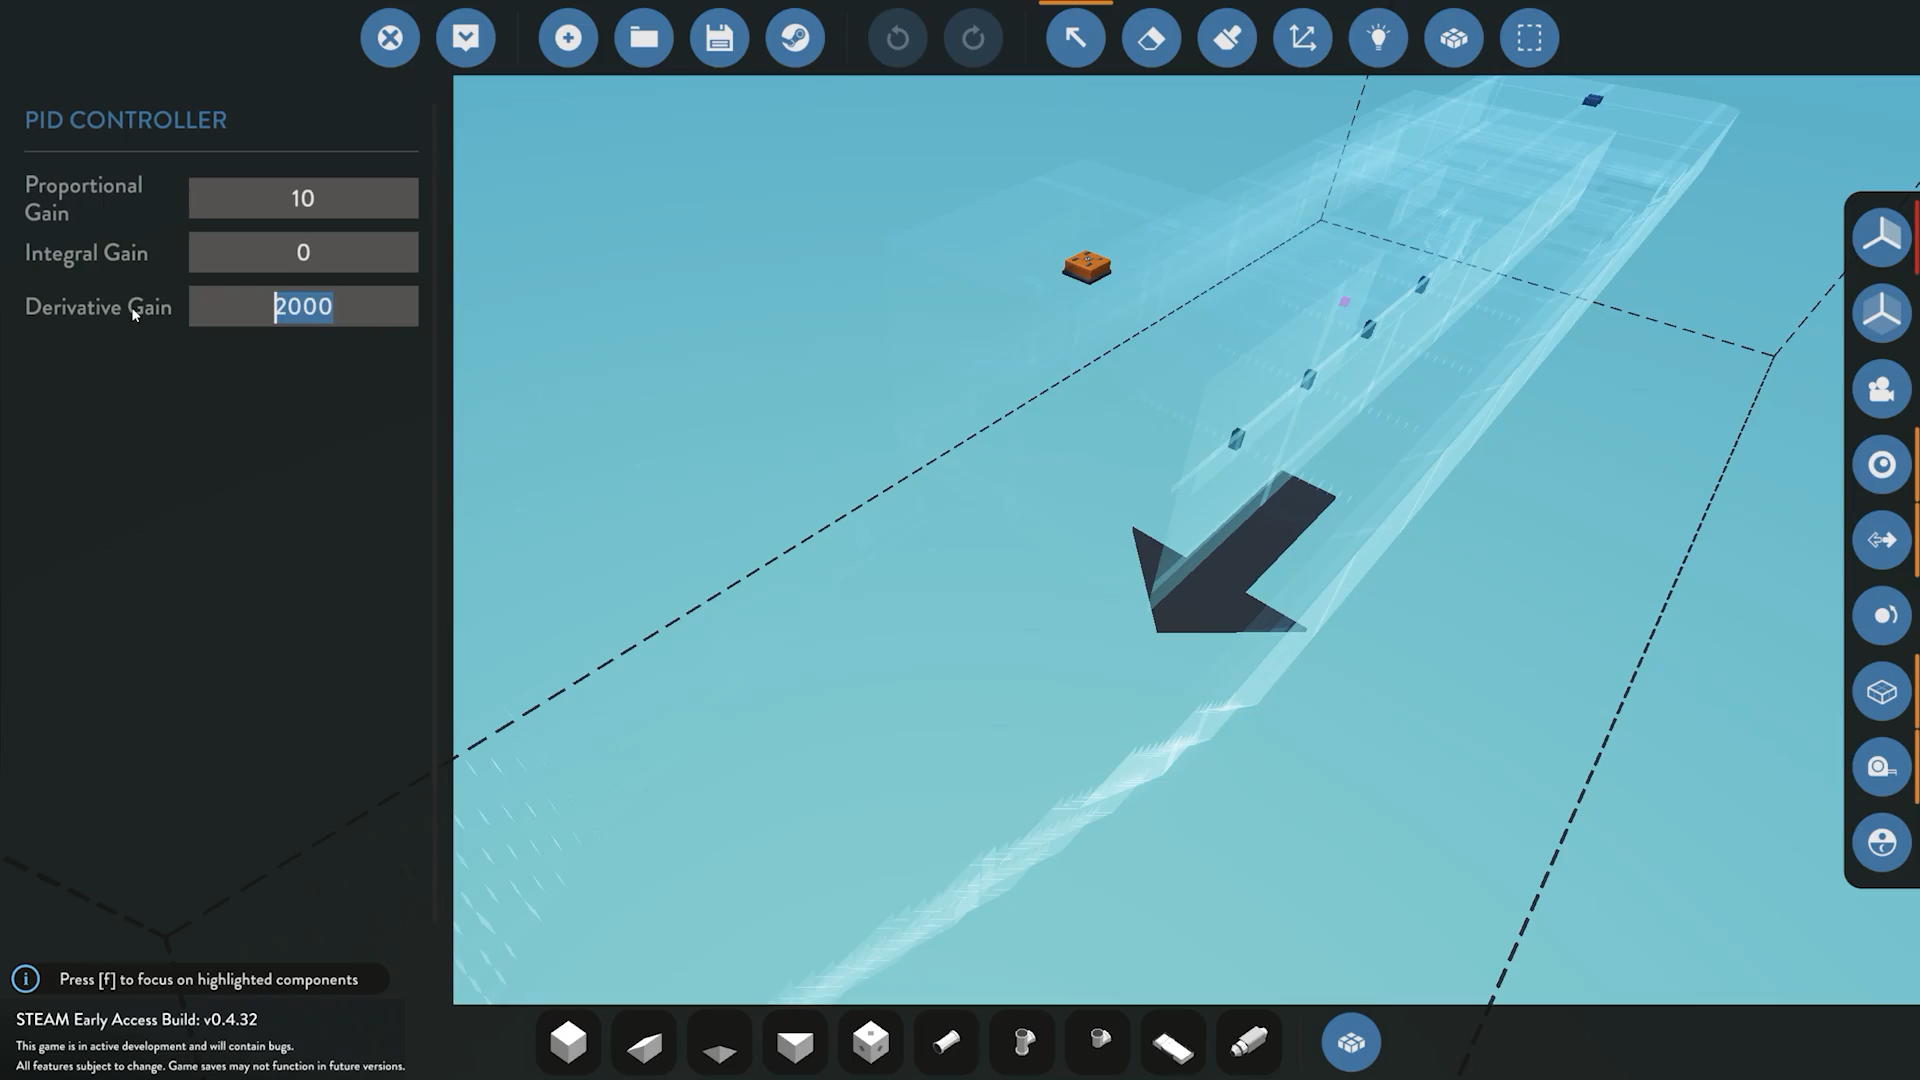 PID CONTROLLER
Proportional
Gain
10
Integral Gain
0
Derivative Gain
2000
Press [f] to focus on highlighted components
STEAM Early Access Build: v0.4.32
This game is in active development and will contain bugs.
All features subject to change. Game saves may not function in future versions.